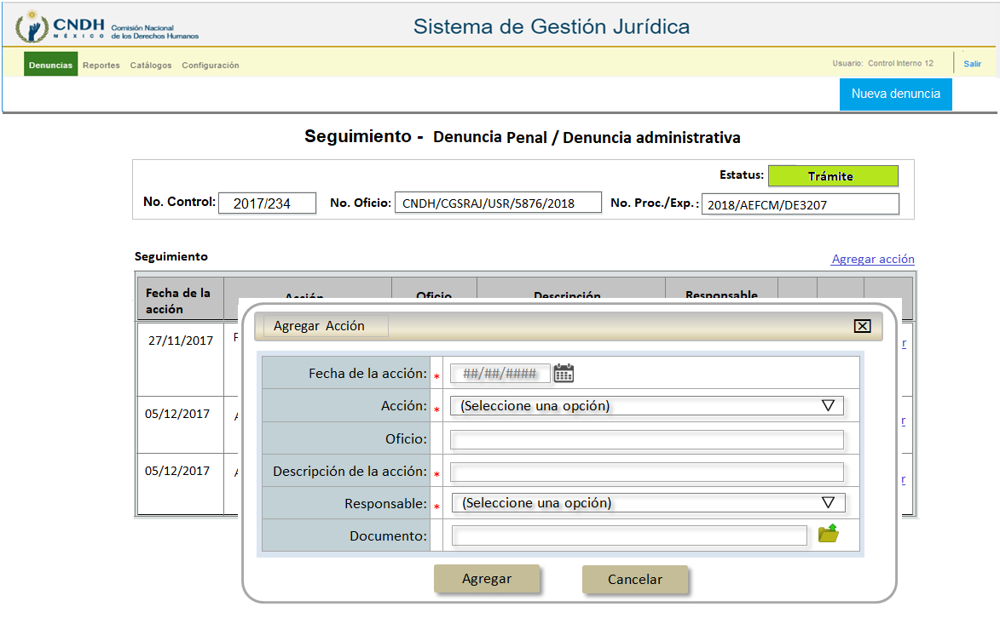 CNDH
MÉXICO
Comisión Nacional
de los Derechos Humanos
Sistema de Gestión Jurídica
Denuncias Reportes Catálogos Configuración
Usuario: Control Interno 12
Salir
Nueva denuncia
Seguimiento - Denuncia Penal / Denuncia administrativa
Estatus: Trámite
No. Control: 2017/234 No. Oficio: CNDH/CGSRAJ/USR/5876/2018 No. Proc./Exp.: 2018/AEFCM/DE3207
Seguimiento
Agregar acción
Fecha de la
acción
Acción Oficio Descripción Responsable
27/11/2017
05/12/2017
05/12/2017
Agregar Acción
Fecha de la acción: * ##/##/####
Acción: * (Seleccione una opción)
Oficio:
Descripción de la acción: *
Responsable: * (Seleccione una opción)
Documento:
Agregar Cancelar